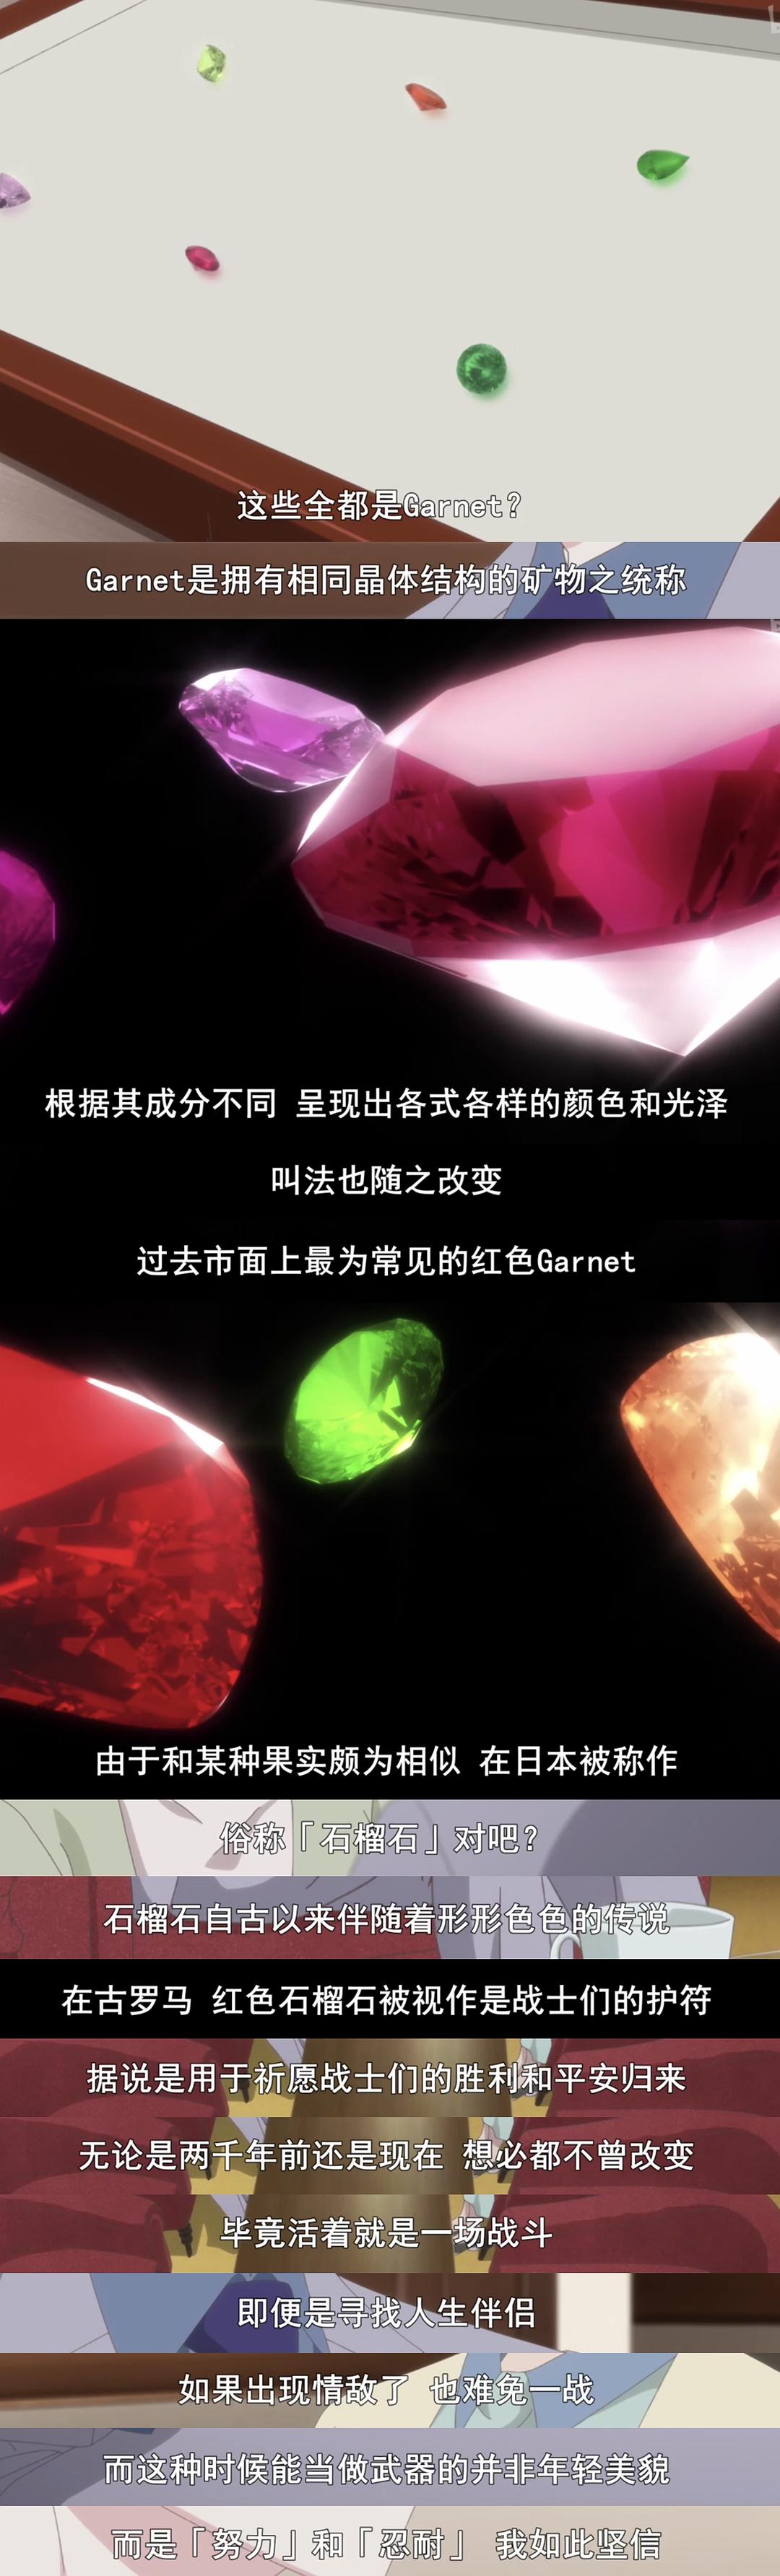 这些全都是Garnet?
Garnet是拥有相同晶体结构的矿物之统称
根据其成分不同 呈现出各式各样的颜色和光泽
叫法也随之改变
过去市面上最为常见的红色Garnet
由于和某种果实颇为相似 在日本被称作
俗称「石榴石」对吧?
石榴石自古以来伴随着形形色色的传说
在古罗马 红色石榴石被视作是战士们的护符
据说是用于祈愿战士们的胜利和平安归来
无论是两千年前还是现在 想必都不曾改变
毕竟活着就是一场战斗
即便是寻找人生伴侣
如果出现情敌了 也难免一战
而这种时候能当做武器的并非年轻美貌
而是「努力」和「忍耐」 我如此坚信